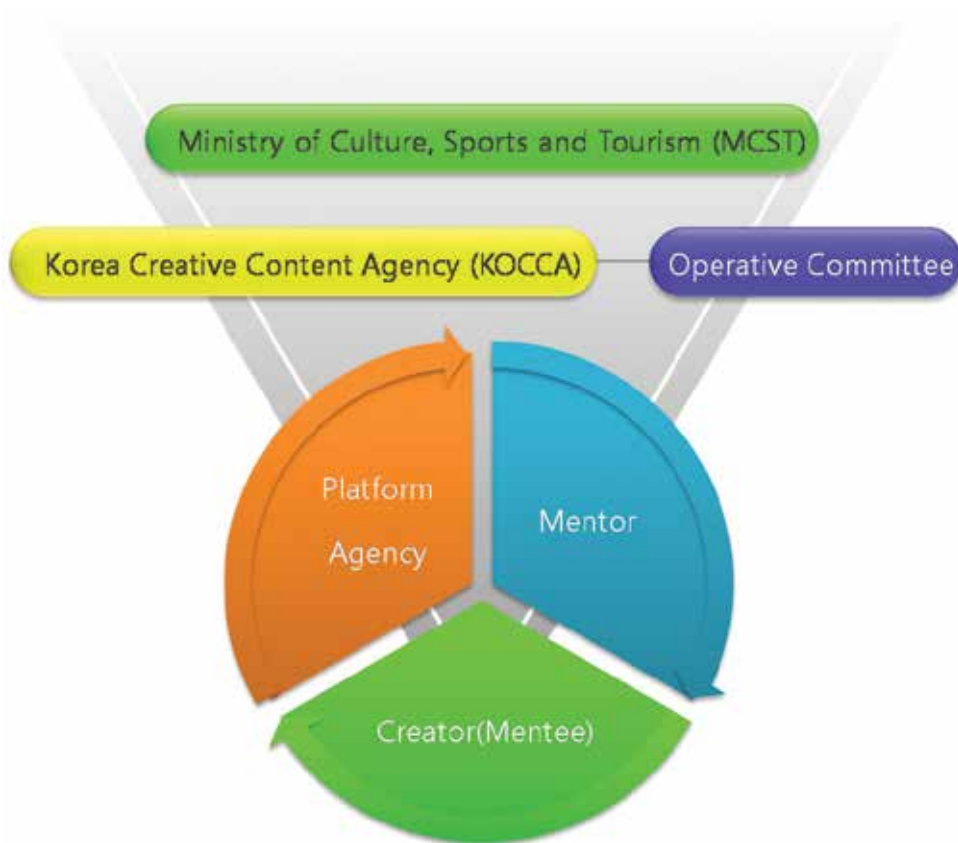 Ministry of Culture, Sports and Tourism (MCST)
Korea Creative Content Agency (KOCCA)
Operative Committee
Platform
Agency
Mentor
Creator(Mentee)